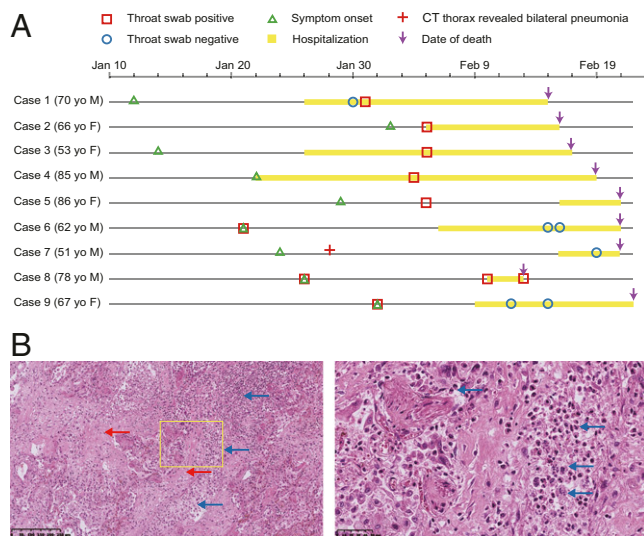 A
Throat swab positive
Symptom onset
CT thorax revealed bilateral pneumonia
Throat swab negative
Hospitalization
Date of death
Jan 10 Jan 20 Jan 30 Feb 9 Feb 19
Case 1 (70 yo M)
Case 2 (66 yo F)
Case 3 (53 yo F)
Case 4 (85 yo M)
Case 5 (86 yo F)
Case 6 (62 yo M)
Case 7 (51 yo M)
Case 8 (78 yo M)
Case 9 (67 yo F)
B